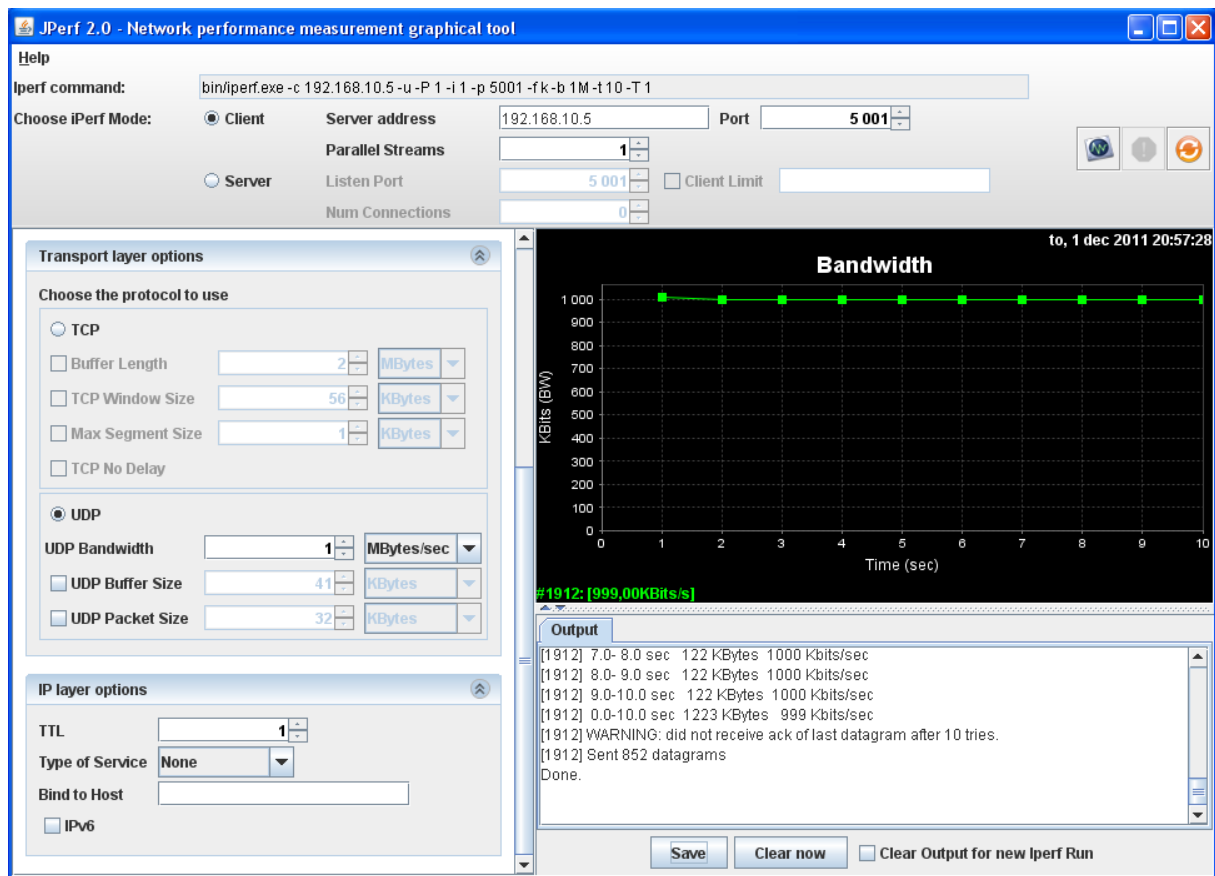 JPerf 2.0 - Network performance measurement graphical tool
Help
Iperf command: bin/iperf.exe -c 192.168.10.5 -u -P 1 -i 1 -p 5001 -f k -b 1M -t 10 -T 1
Choose iPerf Mode: Client Server address 192.168.10.5 Port 5 001
Parallel Streams 1
Server Listen Port 5 001 Client Limit
Num Connections 0
Transport layer options
Choose the protocol to use
TCP
Buffer Length 2 MBytes
TCP Window Size 56 KBytes
Max Segment Size 1 KBytes
TCP No Delay
UDP
UDP Bandwidth 1 MBytes/sec
UDP Buffer Size 41 KBytes
UDP Packet Size 32 KBytes
IP layer options
TTL 1
Type of Service None
Bind to Host
IPv6
to, 1 dec 2011 20:57:28
Bandwidth
KBits (BW)
1 000
900
800
700
600
500
400
300
200
100
0
0 1 2 3 4 5 6 7 8 9 10
Time (sec)
#1912: [999,00KBits/s]
Output
[1912] 7.0- 8.0 sec 122 KBytes 1000 Kbits/sec
[1912] 8.0- 9.0 sec 122 KBytes 1000 Kbits/sec
[1912] 9.0-10.0 sec 122 KBytes 1000 Kbits/sec
[1912] 0.0-10.0 sec 1223 KBytes 999 Kbits/sec
[1912] WARNING: did not receive ack of last datagram after 10 tries.
[1912] Sent 852 datagrams
Done.
Save Clear now Clear Output for new Iperf Run